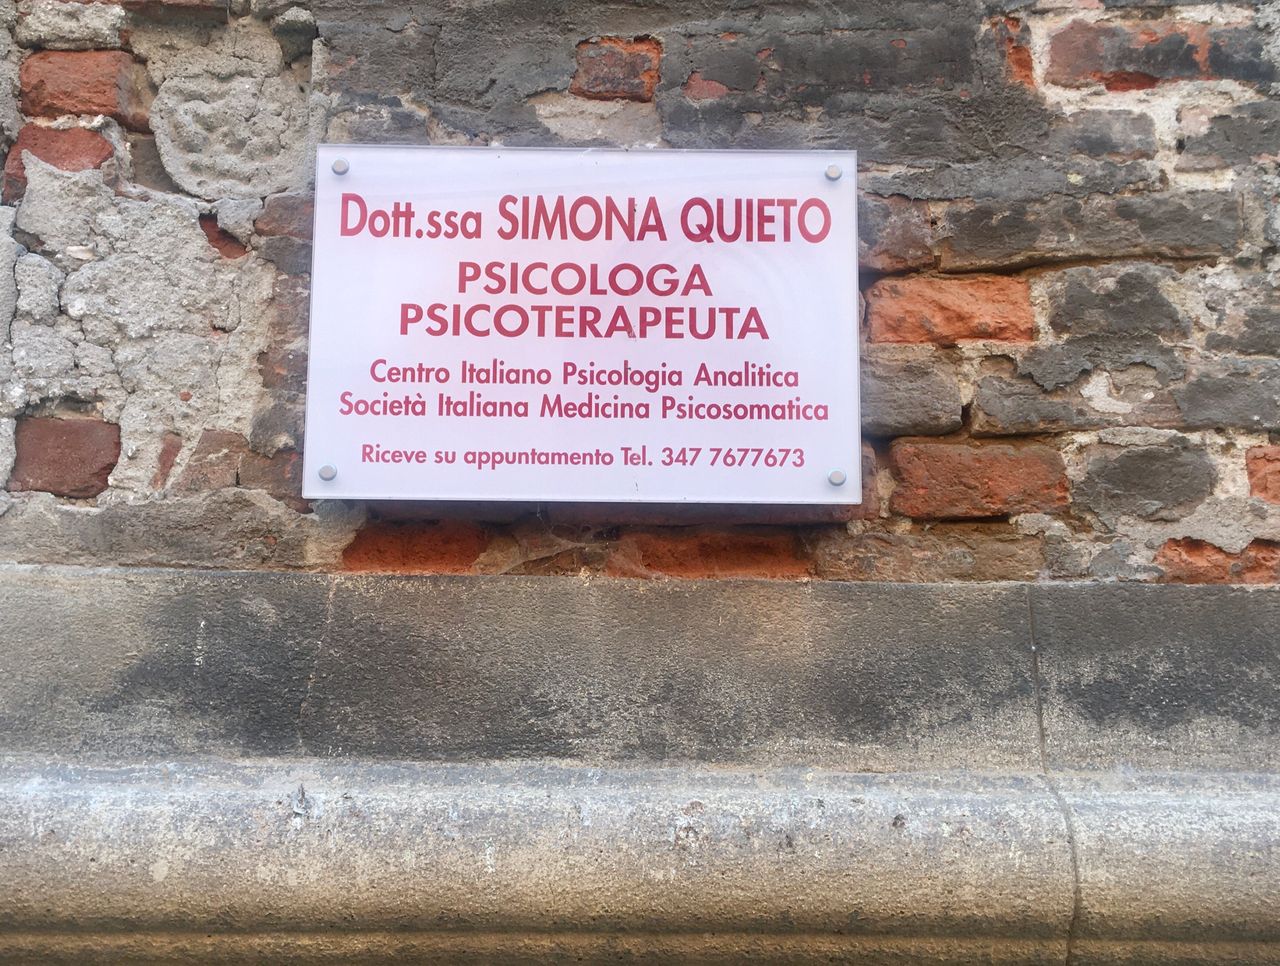 Dott.ssa SIMONA QUIETO
PSICOLOGA
PSICOTERAPEUTA
Centro Italiano Psicologia Analitica
Società Italiana Medicina Psicosomatica
Riceve su appuntamento Tel. 347 7677673